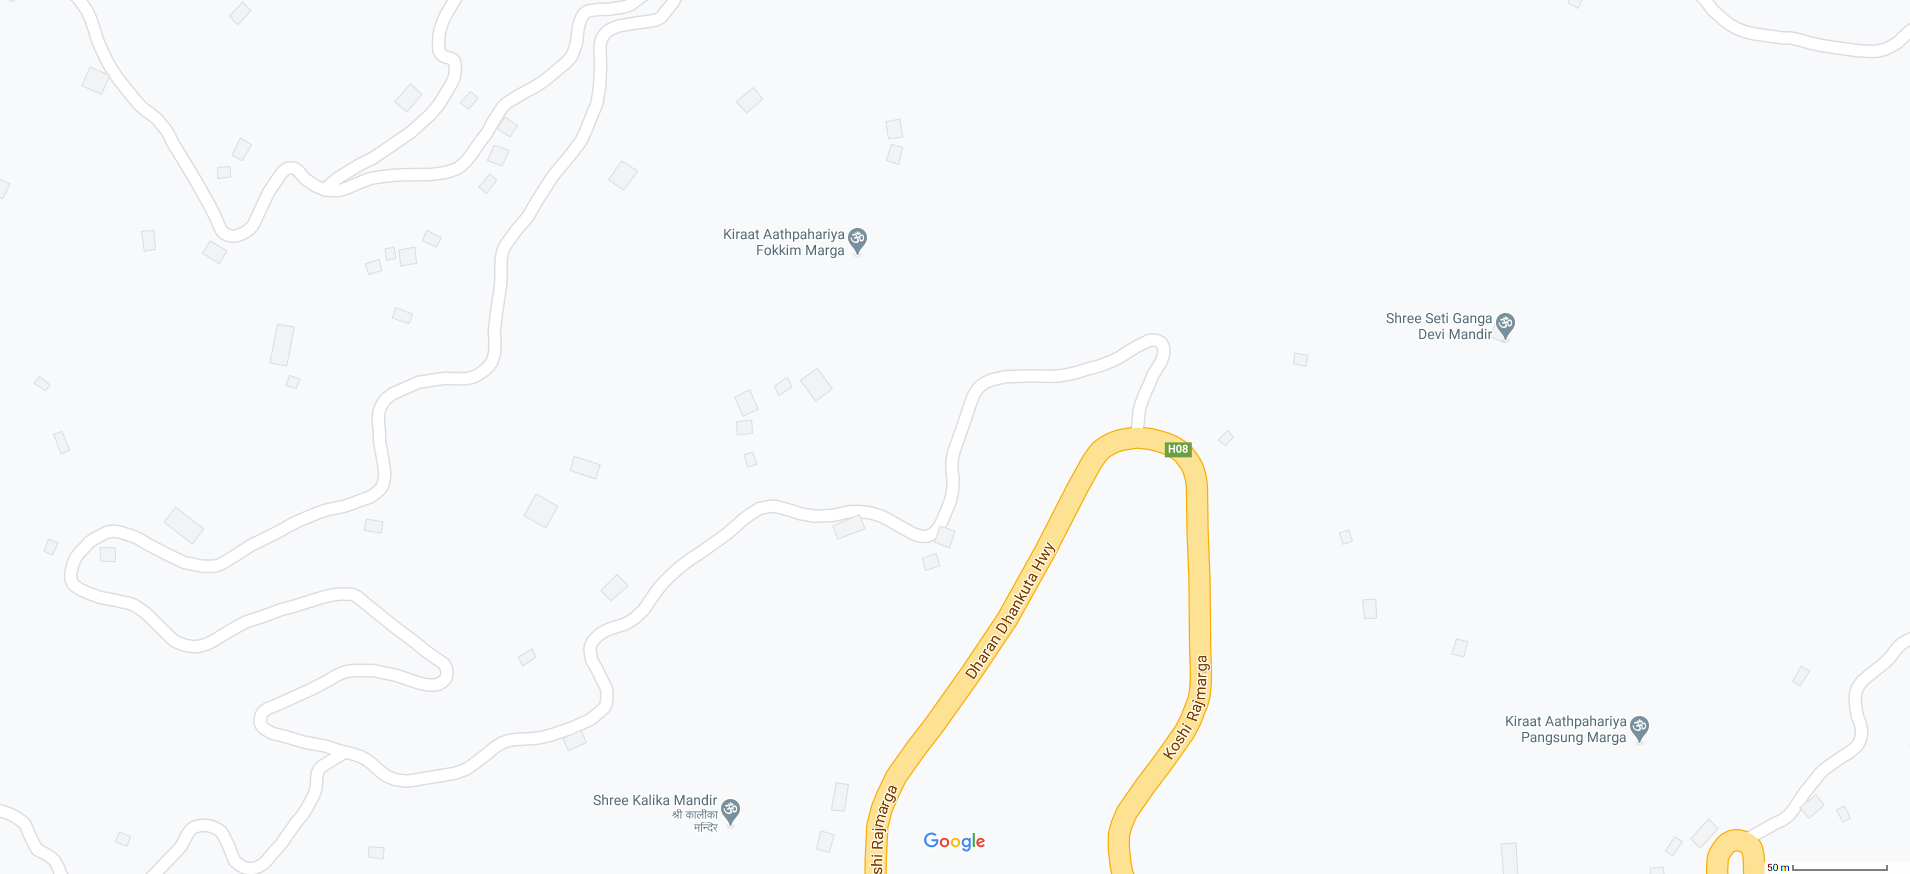 Kiraat Aathpahariya
Fokkim Marga
Shree Seti Ganga
Devi Mandir
H08
Dharan Dhankuta Hwy
Koshi Rajmarga
Kiraat Aathpahariya
Pangsung Marga
Shree Kalika Mandir
श्री कालीका
मन्दिर
shi Rajmarga
Google
50 m